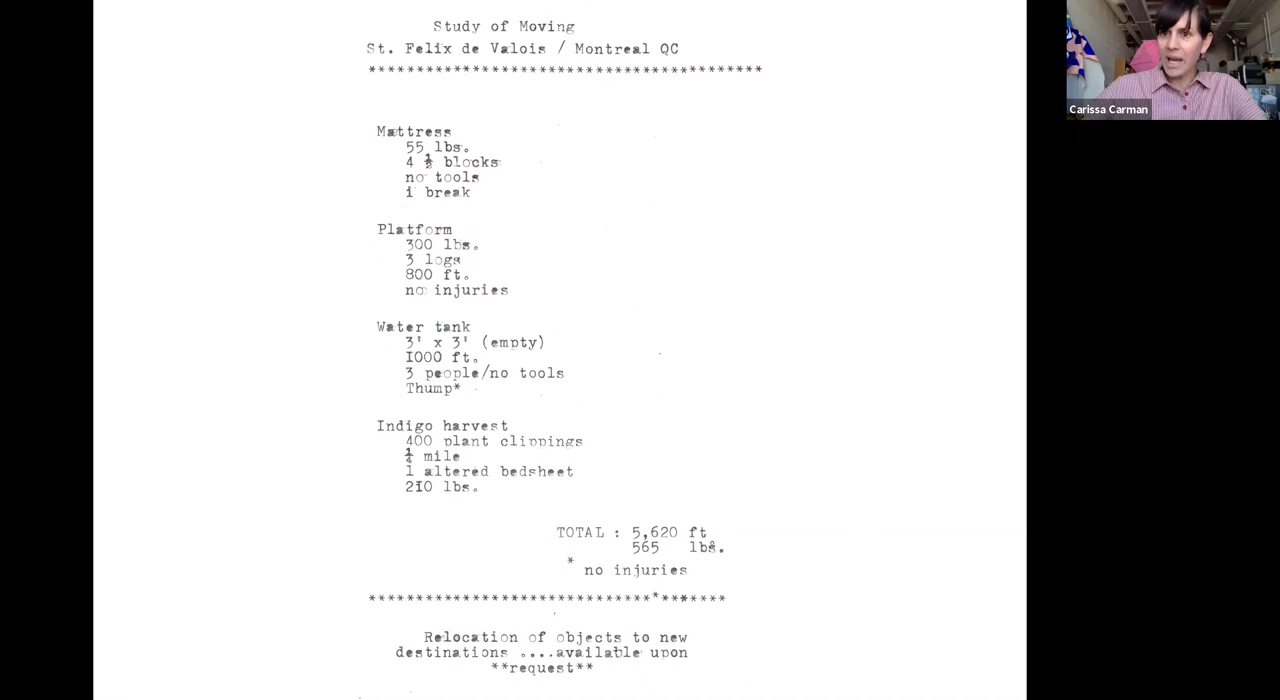 Study of Moving
St. Felix de Valois / Montreal QC
*****************************************
Mattress
55 lbs.
4 ½ blocks
no tools
1 break
Platform
300 lbs.
3 logs
800 ft.
no injuries
Water tank
3' x 3' (empty)
1000 ft.
3 people/no tools
Thump*
Indigo harvest
400 plant clippings
¼ mile
1 altered bedsheet
210 lbs.
TOTAL : 5,620 ft
565 lbs.
* no injuries
*************************************
Relocation of objects to new
destinations ....available upon
**request**
Carissa Carman